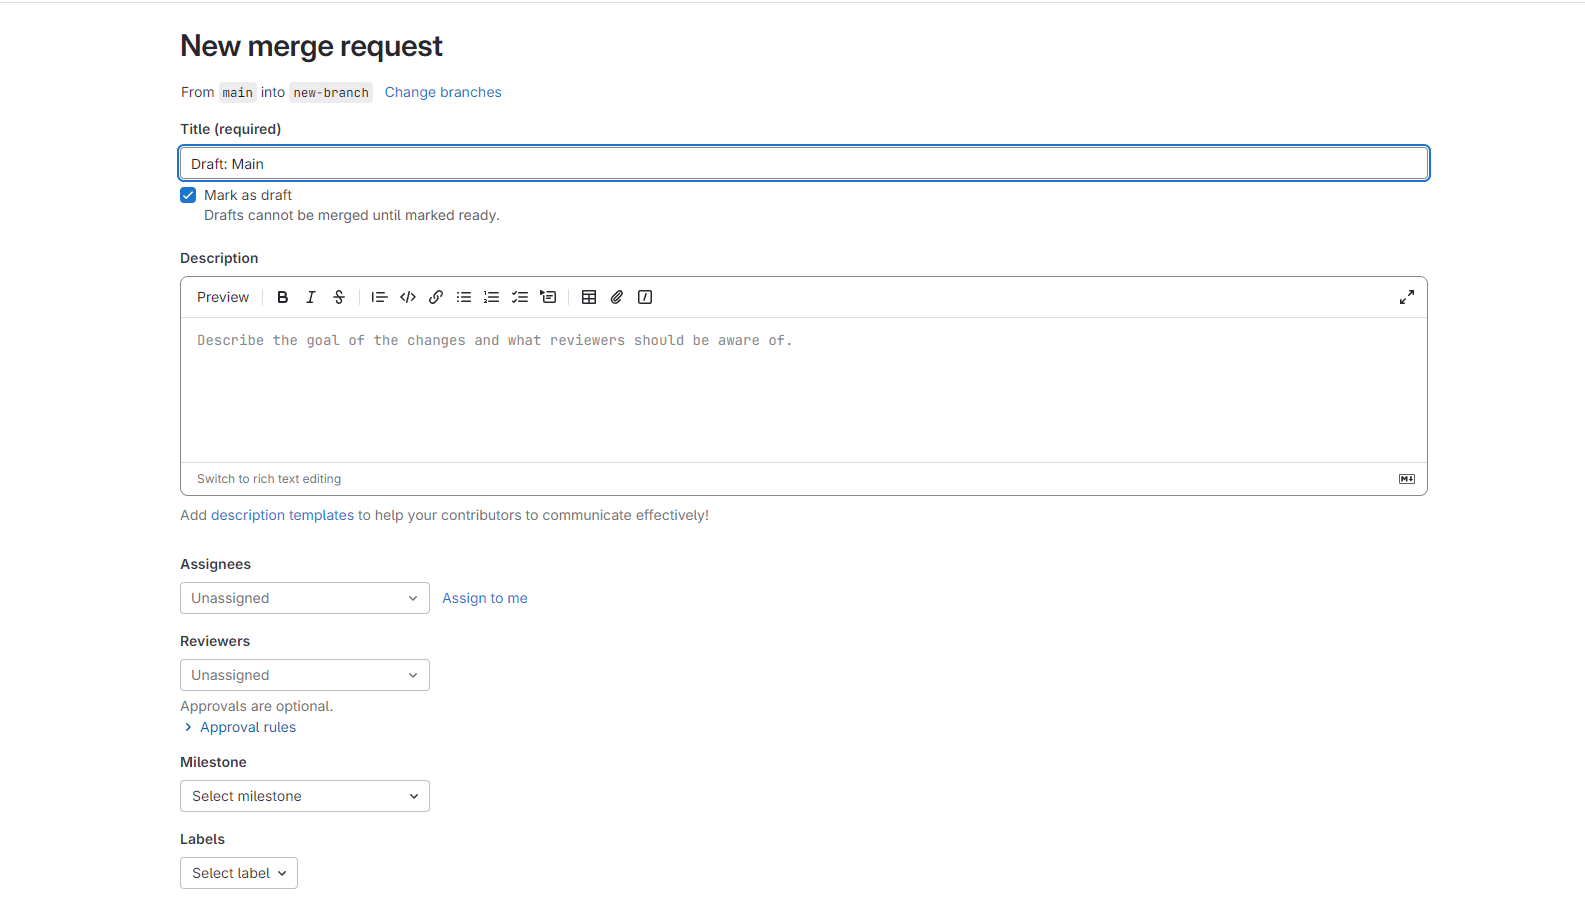 New merge request
From main into new-branch Change branches
Title (required)
Draft: Main
Mark as draft
Drafts cannot be merged until marked ready.
Description
Preview
Describe the goal of the changes and what reviewers should be aware of.
Switch to rich text editing
Add description templates to help your contributors to communicate effectively!
Assignees
Unassigned Assign to me
Reviewers
Unassigned
Approvals are optional.
Approval rules
Milestone
Select milestone
Labels
Select label